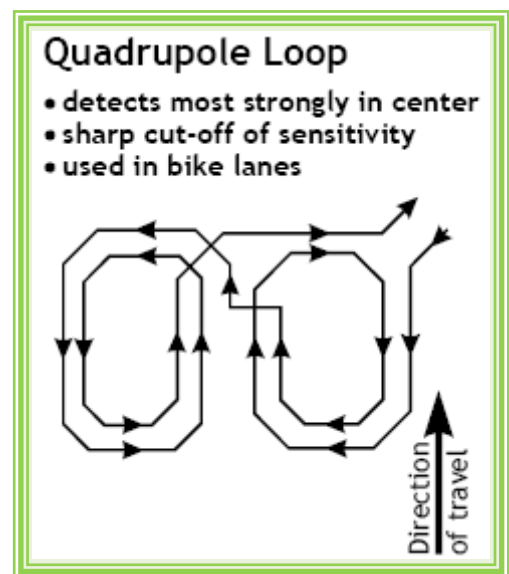 Quadrupole Loop
• detects most strongly in center
• sharp cut-off of sensitivity
• used in bike lanes
Direction
of travel